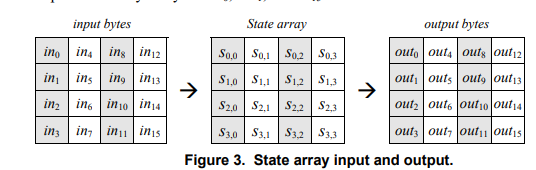 input bytes State array output bytes
in0 in4 in8 in12 S0,0 S0,1 S0,2 S0,3 out0 out4 out8 out12
in1 in5 in9 in13 S1,0 S1,1 S1,2 S1,3 out1 out5 out9 out13
→ →
in2 in6 in10 in14 S2,0 S2,1 S2,2 S2,3 out2 out6 out10 out14
in3 in7 in11 in15 S3,0 S3,1 S3,2 S3,3 out3 out7 out11 out15
Figure 3. State array input and output.